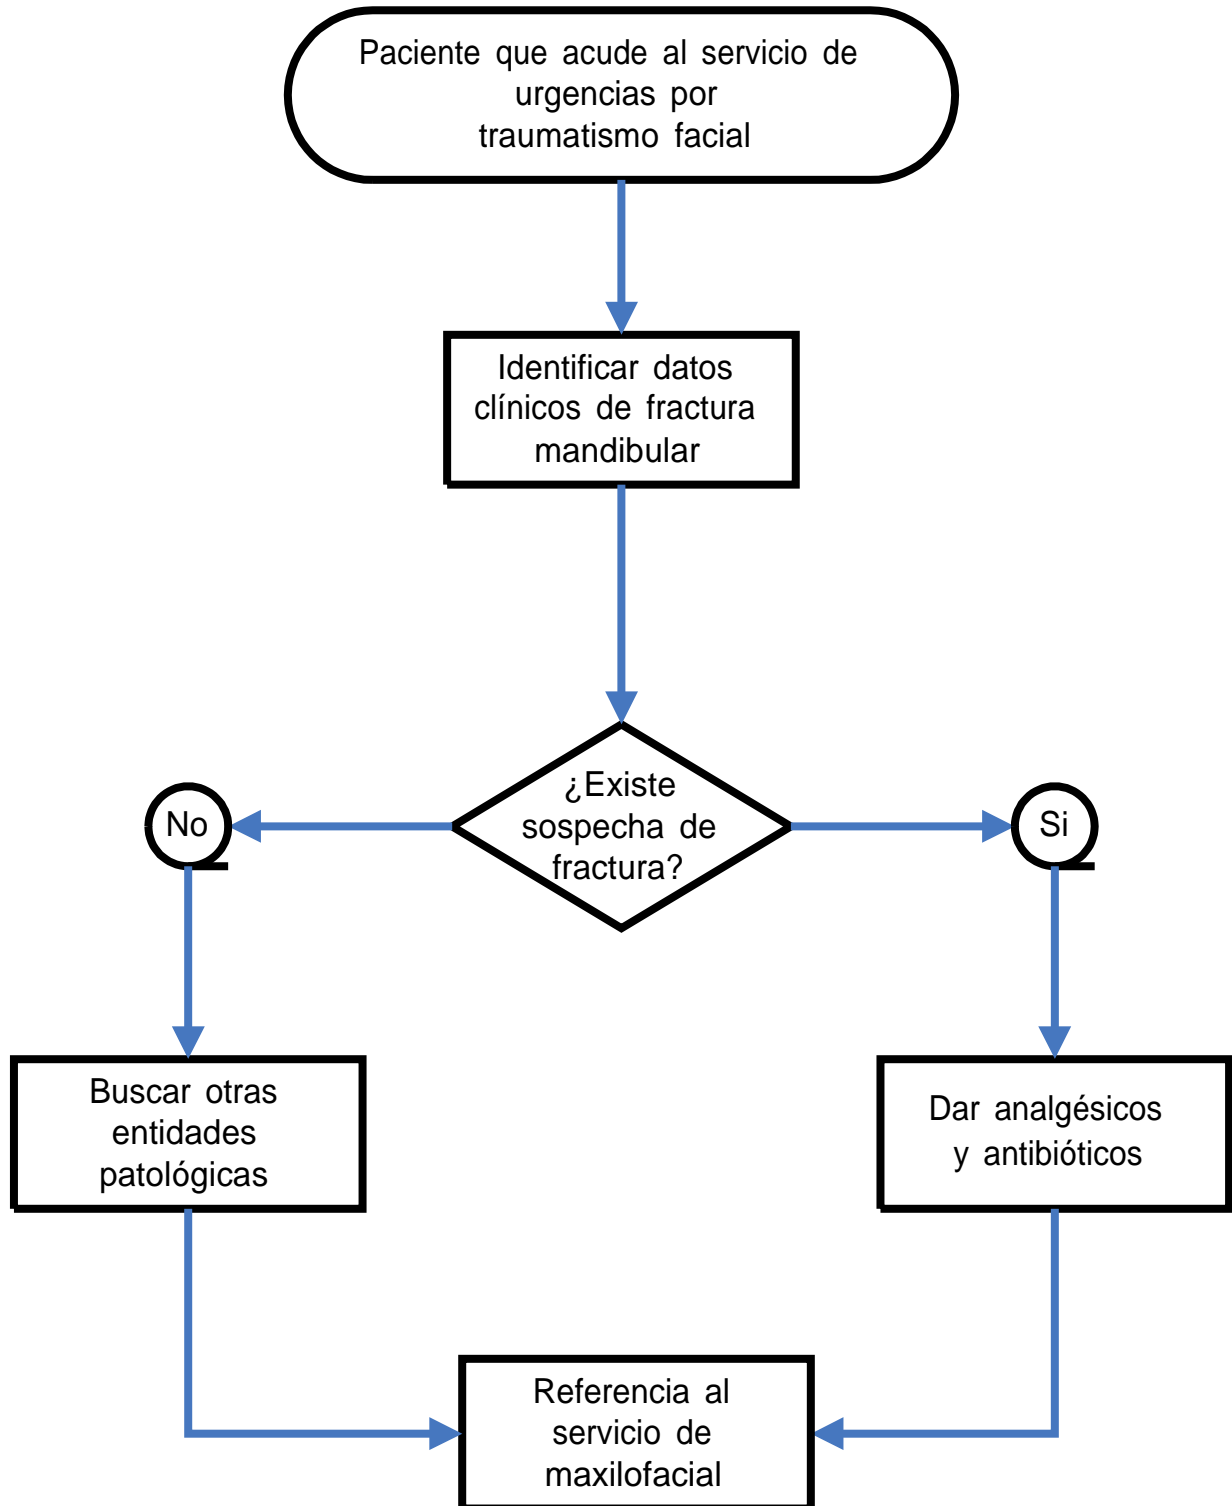 Paciente que acude al servicio de
urgencias por
traumatismo facial
Identificar datos
clínicos de fractura
mandibular
¿Existe
sospecha de
fractura?
No
Si
Buscar otras
entidades
patológicas
Dar analgésicos
y antibióticos
Referencia al
servicio de
maxilofacial